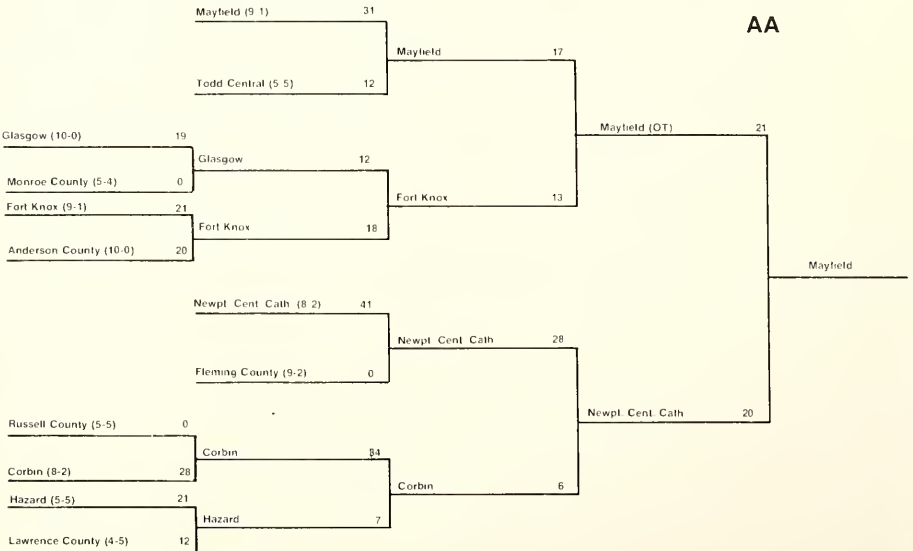 AA
Mayfield (9 1) 31
Mayfield 17
Todd Central (5 5) 12
Mayfield (OT) 21
Glasgow (10-0) 19
Glasgow 12
Monroe County (5-4) 0
Fort Knox 13
Fort Knox (9-1) 21
Fort Knox 18
Anderson County (10-0) 20
Mayfield
Newpl Cent Cath (8 2) 41
Newpl Cent Cath 28
Fleming County (9-2) 0
Newpl. Cent. Cath 20
Russell County (5-5) 0
Corbin 34
Corbin (8-2) 28
Corbin 6
Hazard (5-5) 21
Hazard 7
Lawrence County (4-5) 12